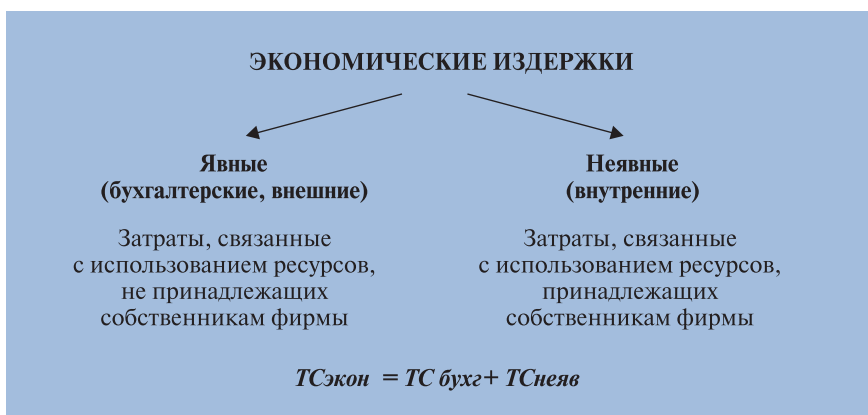 ЭКОНОМИЧЕСКИЕ ИЗДЕРЖКИ
Явные
(бухгалтерские, внешние)
Затраты, связанные
с использованием ресурсов,
не принадлежащих
собственникам фирмы
Неявные
(внутренние)
Затраты, связанные
с использованием ресурсов,
принадлежащих
собственникам фирмы
TCэкон = TC бухг+ TCнеяв